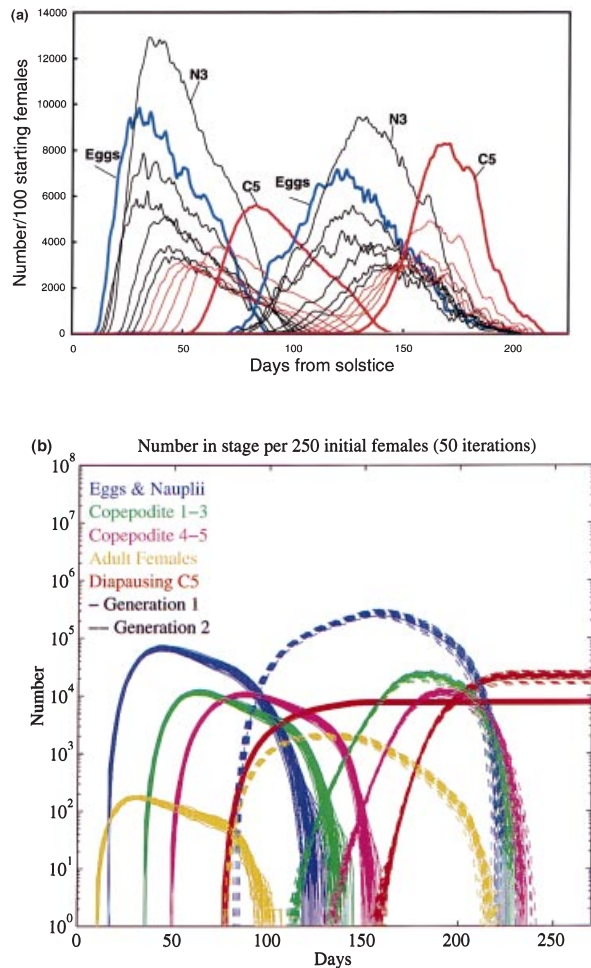 (a)
14000
12000
10000
8000
6000
4000
2000
0
Number/100 starting females
N3
Eggs
C5
Eggs
N3
C5
0 50 100 150 200
Days from solstice
(b) Number in stage per 250 initial females (50 iterations)
10^8
10^7
10^6
10^5
10^4
10^3
10^2
10^1
10^0
Number
Eggs & Nauplii
Copepodite 1−3
Copepodite 4−5
Adult Females
Diapausing C5
− Generation 1
−− Generation 2
0 50 100 150 200 250
Days